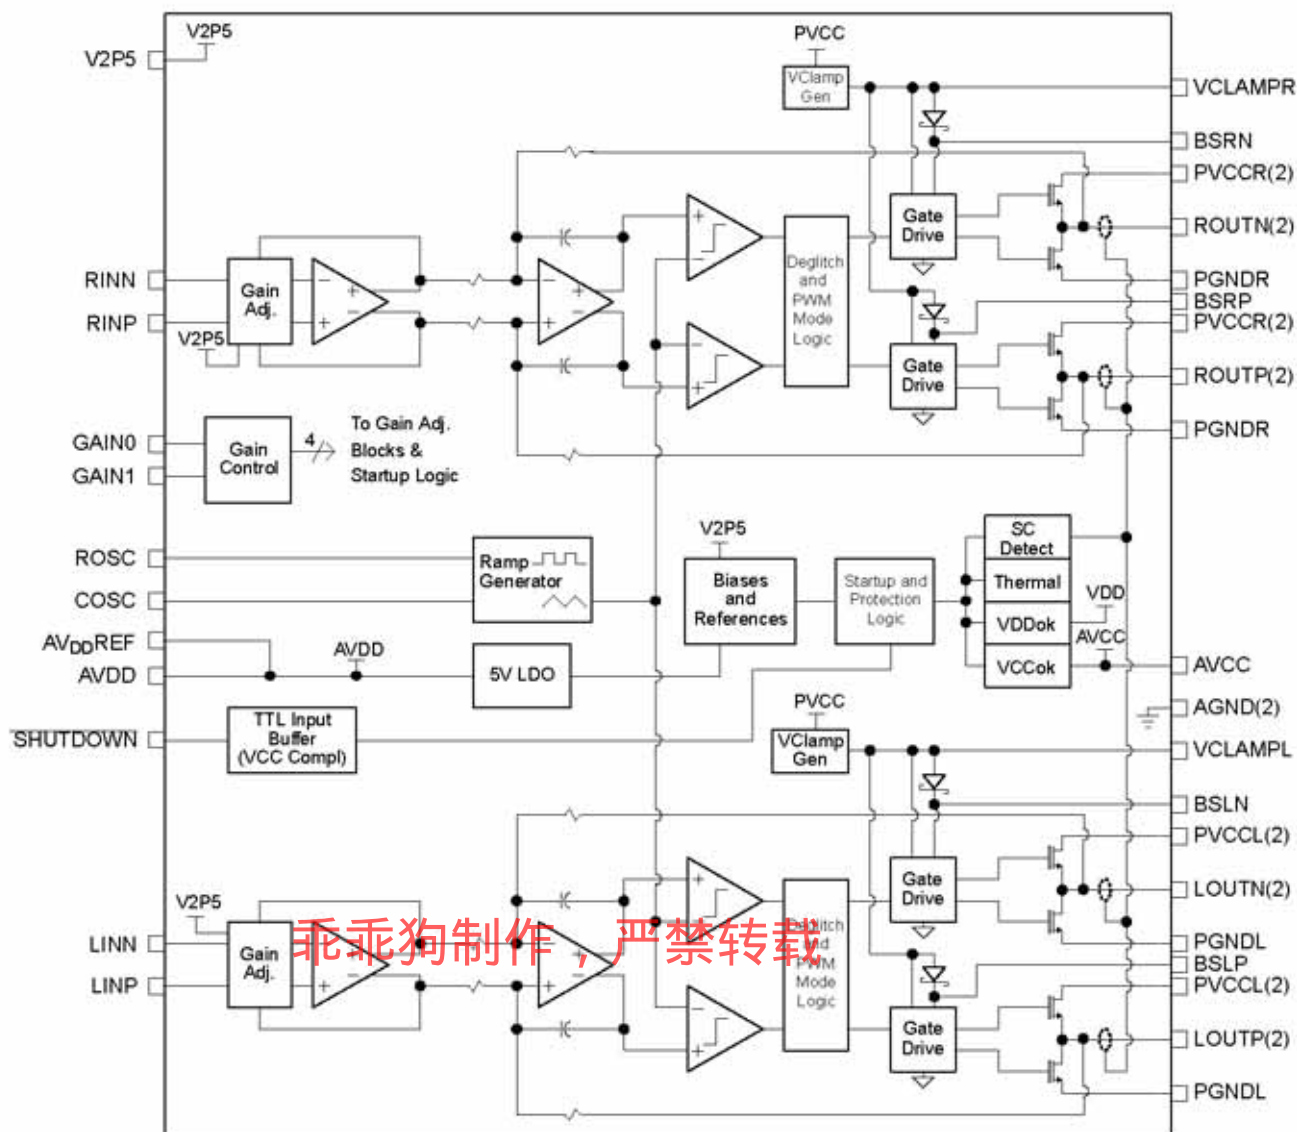 V2P5
V2P5
PVCC
VClamp
Gen
VCLAMPR
BSRN
PVCCR(2)
Gate
Drive
ROUTN(2)
Deglitch
and
PWM
Mode
Logic
RINN
Gain
Adj.
PGNDR
BSRP
RINP
PVCCR(2)
V2P5
Gate
Drive
ROUTP(2)
GAIN0
Gain
Control
4
To Gain Adj.
Blocks &
Startup Logic
PGNDR
GAIN1
ROSC
Ramp
Generator
V2P5
SC
Detect
COSC
Biases
and
References
Startup and
Protection
Logic
Thermal
VDD
VDDok
AVDDREF
AVDD
AVCC
AVDD
5V LDO
VCCok
AVCC
AGND(2)
SHUTDOWN
TTL Input
Buffer
(VCC Compl)
PVCC
VClamp
Gen
VCLAMPL
BSLN
PVCCL(2)
Gate
Drive
LOUTN(2)
V2P5
乖乖狗制作，严禁转载
Deglitch
and
PWM
Mode
Logic
LINN
Gain
Adj.
PGNDL
BSLP
LINP
PVCCL(2)
Gate
Drive
LOUTP(2)
PGNDL